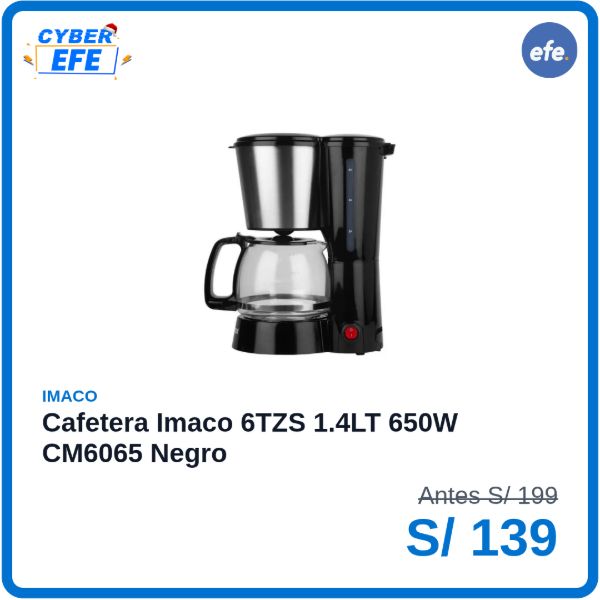 CYBER
EFE
efe.
IMACO
Cafetera Imaco 6TZS 1.4LT 650W
CM6065 Negro
Antes S/ 199
S/ 139